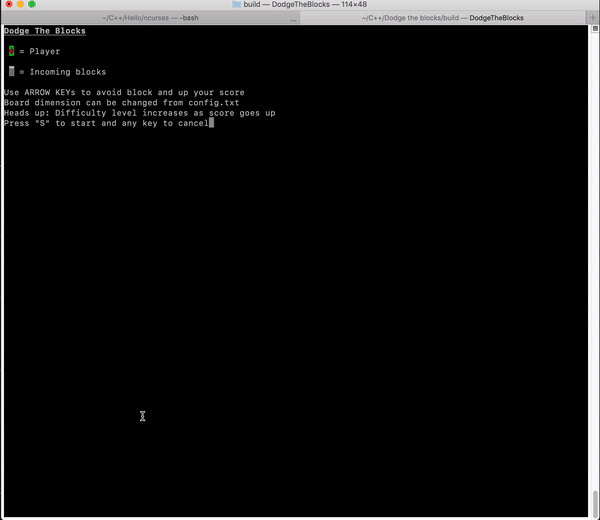 build — DodgeTheBlocks — 114×48
~/C++/Hello/ncurses — -bash ... ~/C++/Dodge the blocks/build — DodgeTheBlocks +
Dodge The Blocks
= Player
= Incoming blocks
Use ARROW KEYs to avoid block and up your score
Board dimension can be changed from config.txt
Heads up: Difficulty level increases as score goes up
Press "S" to start and any key to cancel